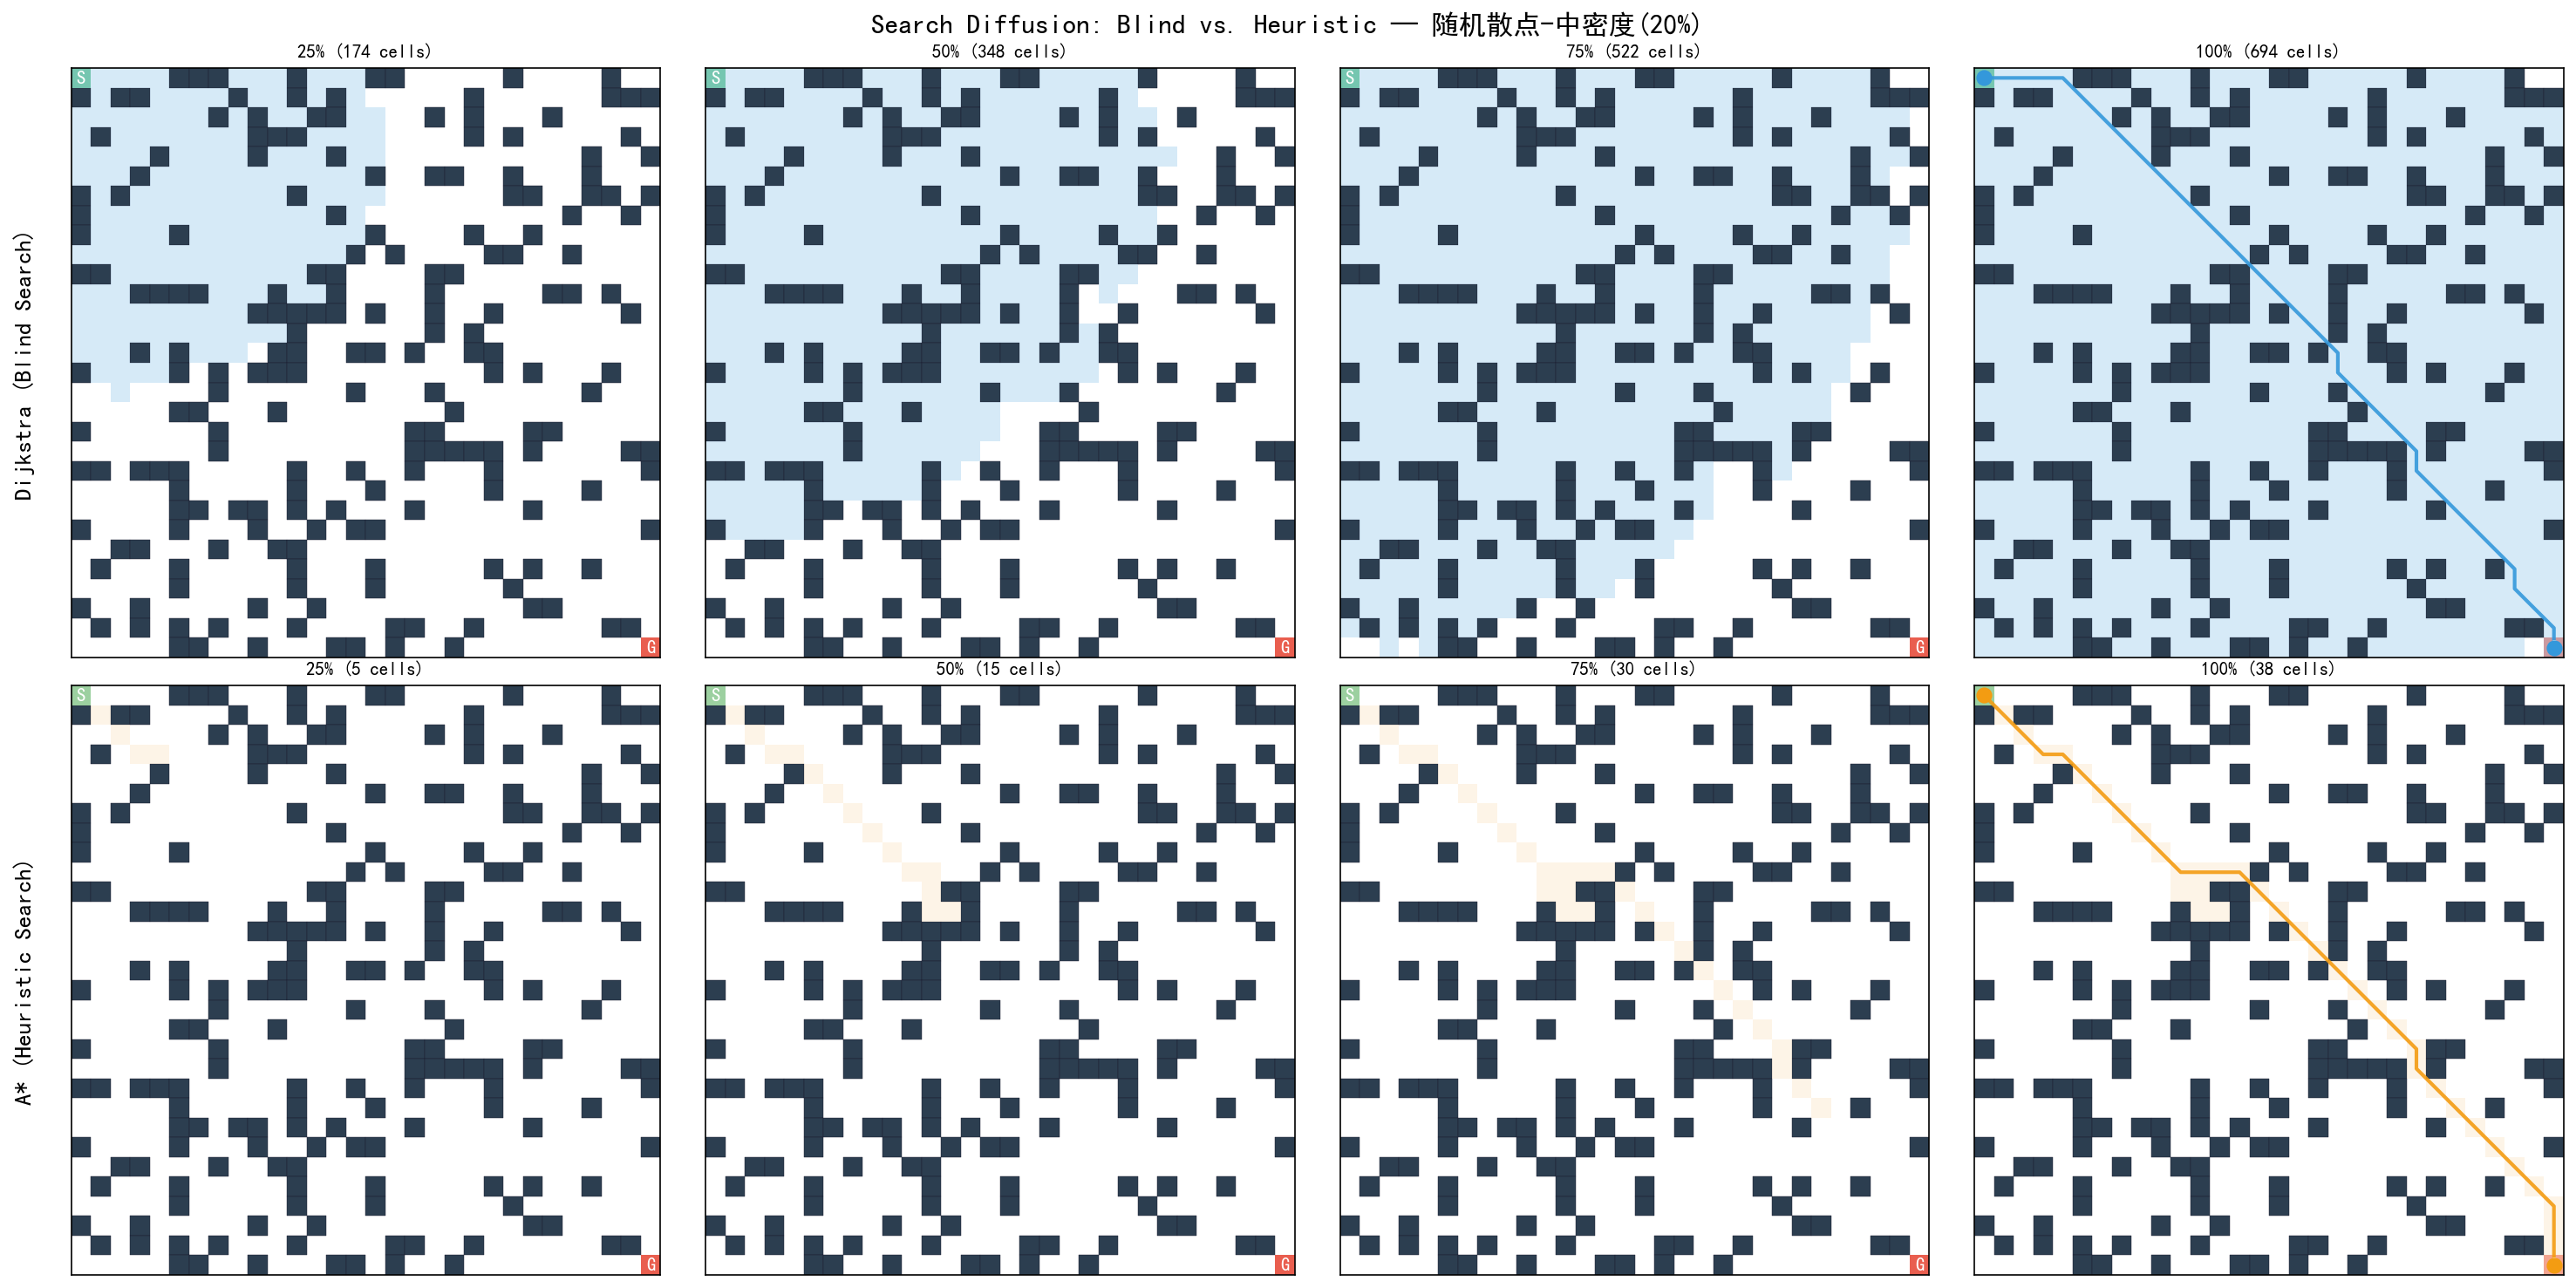 Search Diffusion: Blind vs. Heuristic — 随机散点-中密度(20%)
25% (174 cells)
50% (348 cells)
75% (522 cells)
100% (694 cells)
Dijkstra (Blind Search)
S
G
S
G
S
G
25% (5 cells)
50% (15 cells)
75% (30 cells)
100% (38 cells)
A* (Heuristic Search)
S
G
S
G
S
G